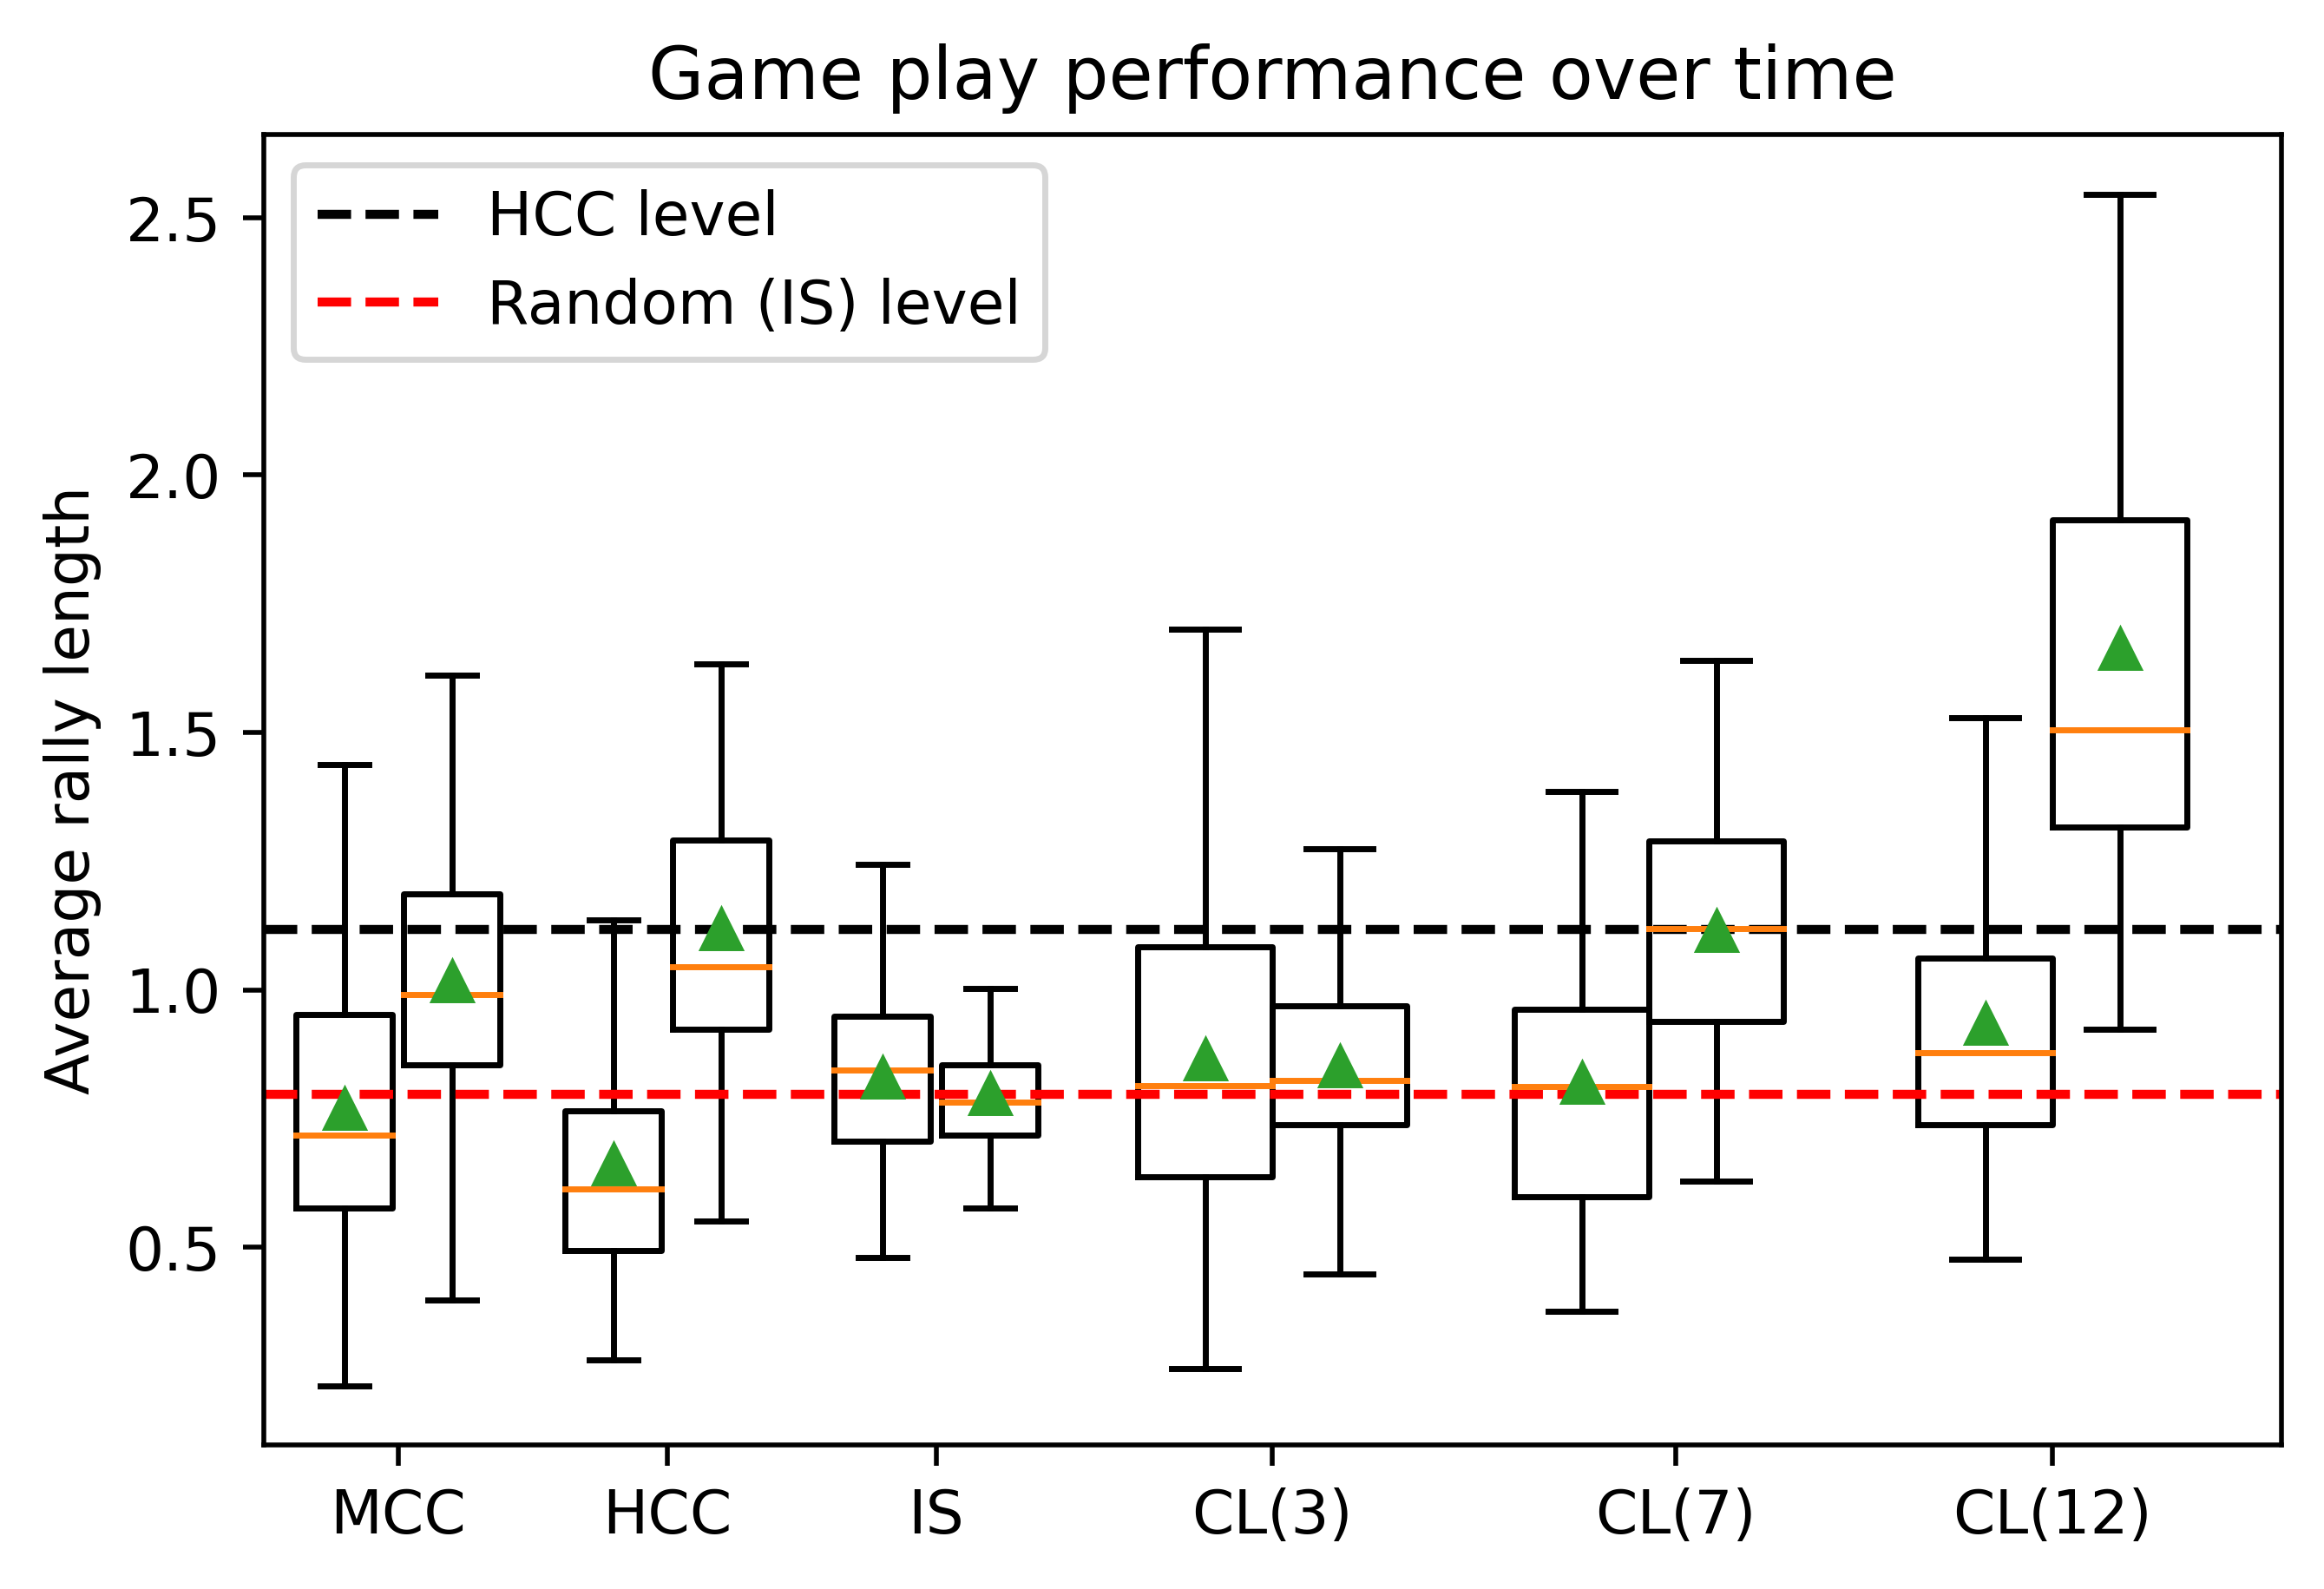 Game play performance over time
HCC level
Random (IS) level
Average rally length
2.5
2.0
1.5
1.0
0.5
MCC HCC IS CL(3) CL(7) CL(12)